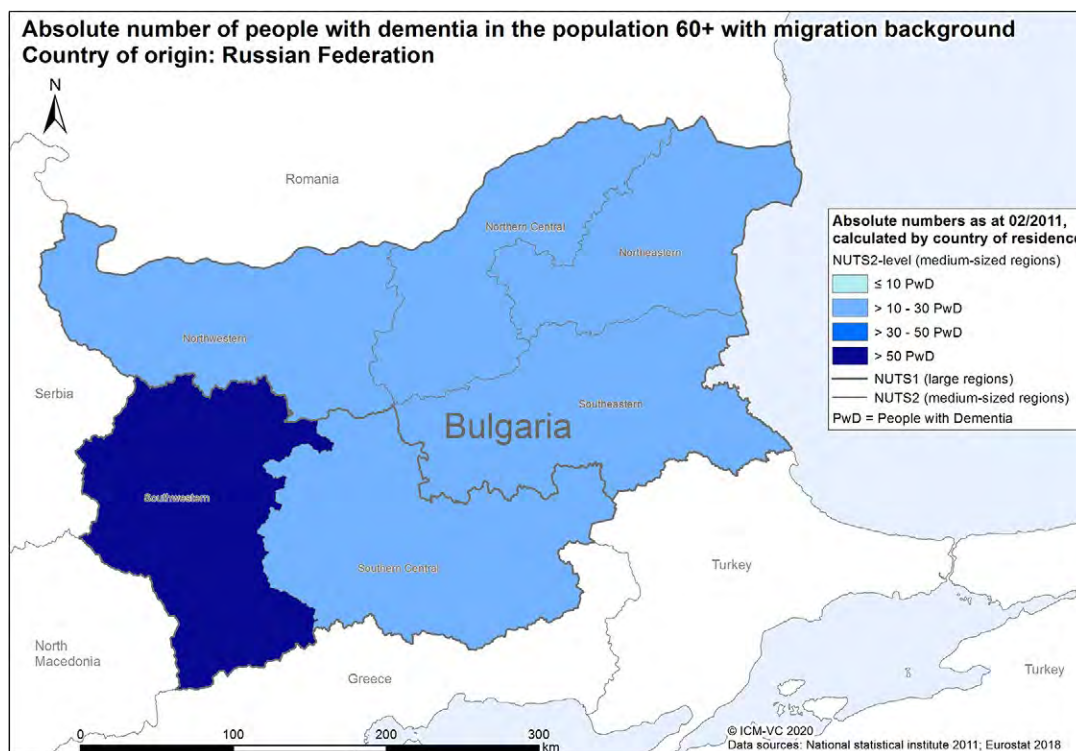 Absolute number of people with dementia in the population 60+ with migration background
Country of origin: Russian Federation
N
Romania
Northern Central
Northeastern
Northwestern
Serbia
Southeastern
Bulgaria
Southwestern
Southern Central
Turkey
North
Macedonia
Greece
Turkey
Absolute numbers as at 02/2011,
calculated by country of residence
NUTS2-level (medium-sized regions)
≤ 10 PwD
> 10 - 30 PwD
> 30 - 50 PwD
> 50 PwD
NUTS1 (large regions)
NUTS2 (medium-sized regions)
PwD = People with Dementia
0 100 200 300
km
© ICM-VC 2020
Data sources: National statistical institute 2011; Eurostat 2018